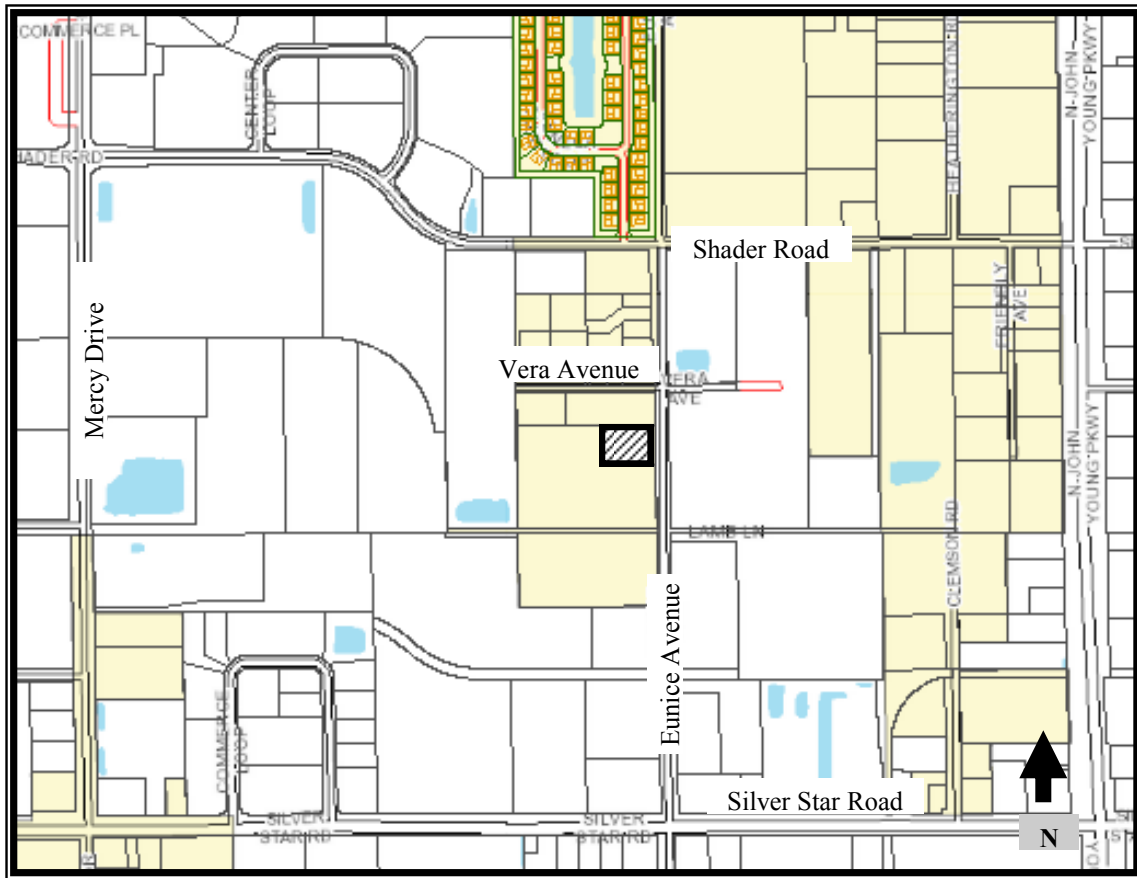 COMMERCE PL
CENTER
LOOP
HADER RD
HEATHERINGTON RD
N JOHN
YOUNG PKWY
Shader Road
FRIENDLY
AVE
Mercy Drive
Vera Avenue
VERA
AVE
N JOHN
YOUNG PKWY
LAMB LN
CLEMSON RD
Eunice Avenue
COMMERCE
LOOP
Silver Star Road
SILVER
STAR RD
SILVER
STAR RD
N